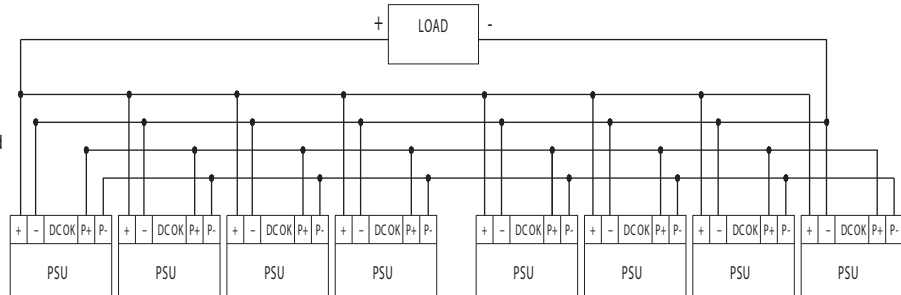 + LOAD -
+ - DCOK P+ P- + - DCOK P+ P- + - DCOK P+ P- + - DCOK P+ P- + - DCOK P+ P- + - DCOK P+ P- + - DCOK P+ P- + - DCOK P+ P-
PSU PSU PSU PSU PSU PSU PSU PSU